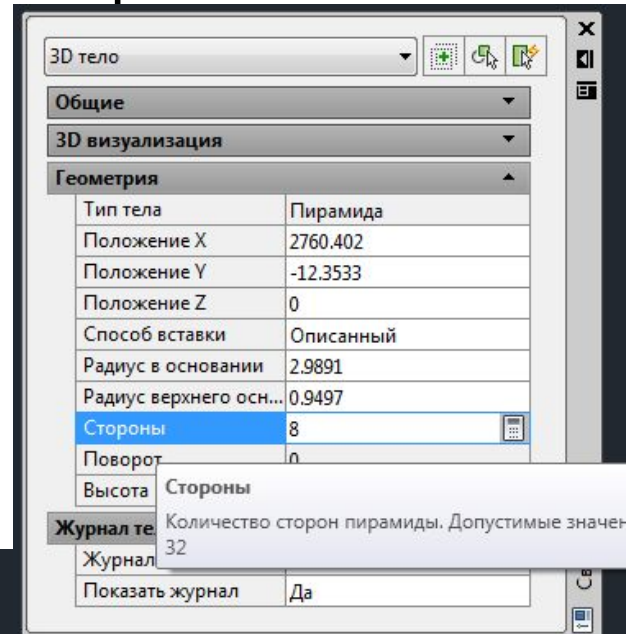 3D тело
Общие
3D визуализация
Геометрия
Тип тела Пирамида
Положение X 2760.402
Положение Y -12.3533
Положение Z 0
Способ вставки Описанный
Радиус в основании 2.9891
Радиус верхнего осн... 0.9497
Стороны 8
Поворот 0
Высота
Стороны
Количество сторон пирамиды. Допустимые значен
32
Журнал те
Журнал
Показать журнал Да
Св